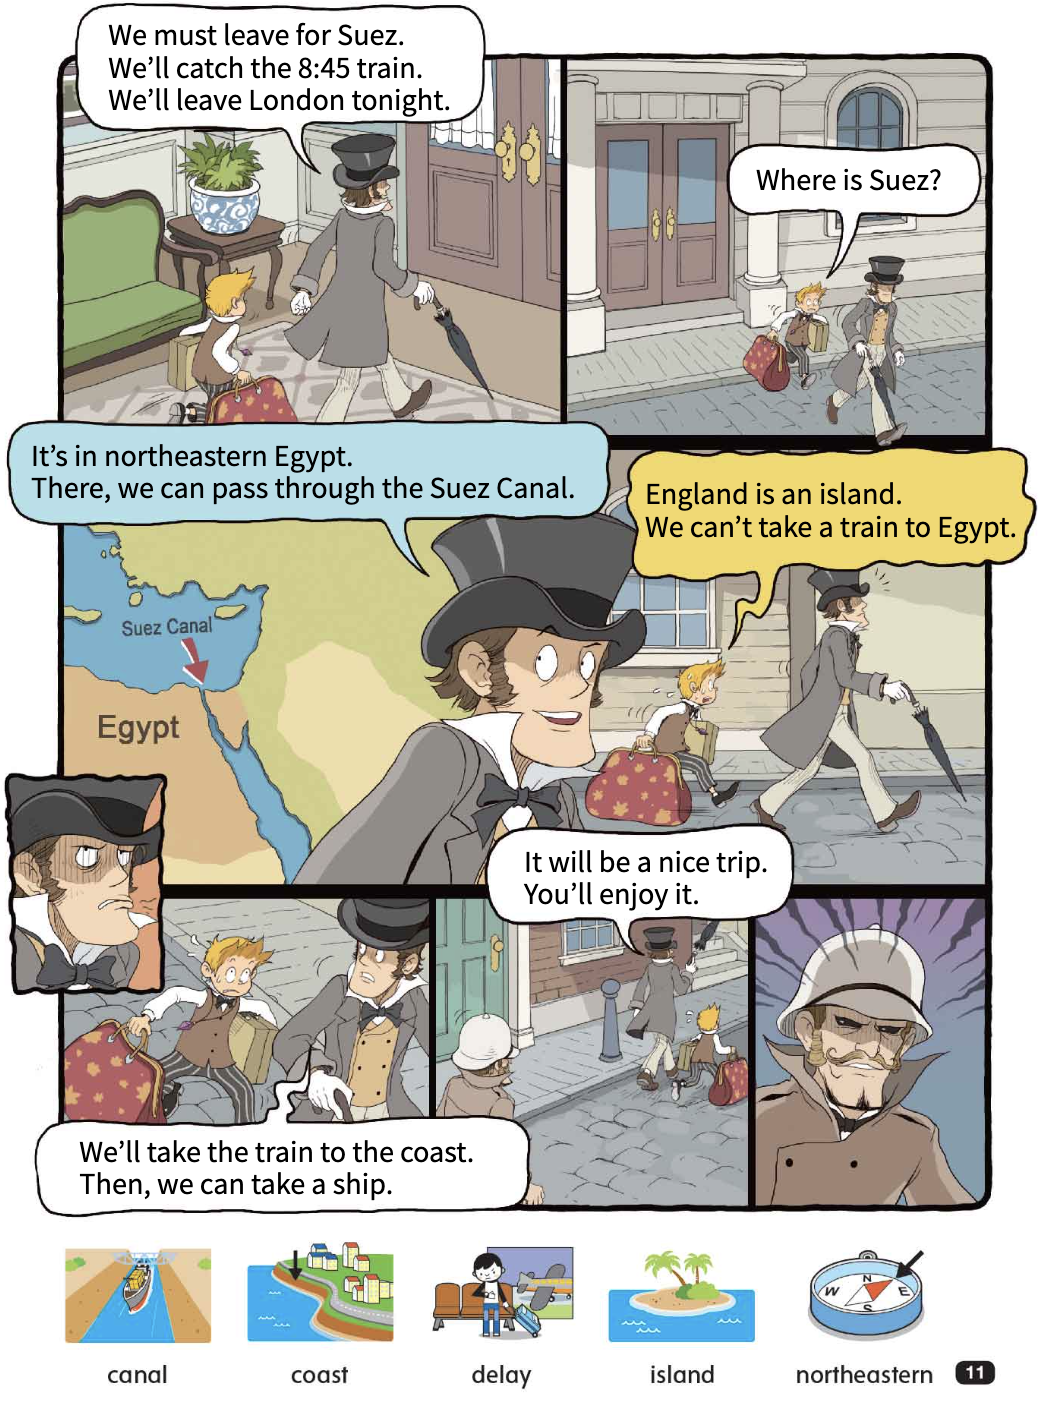 We must leave for Suez.
We'll catch the 8:45 train.
We'll leave London tonight.
Where is Suez?
It's in northeastern Egypt.
There, we can pass through the Suez Canal.
England is an island.
We can't take a train to Egypt.
Suez Canal
Egypt
It will be a nice trip.
You'll enjoy it.
We'll take the train to the coast.
Then, we can take a ship.
N
W E
S
canal
coast
delay
island
northeastern
11